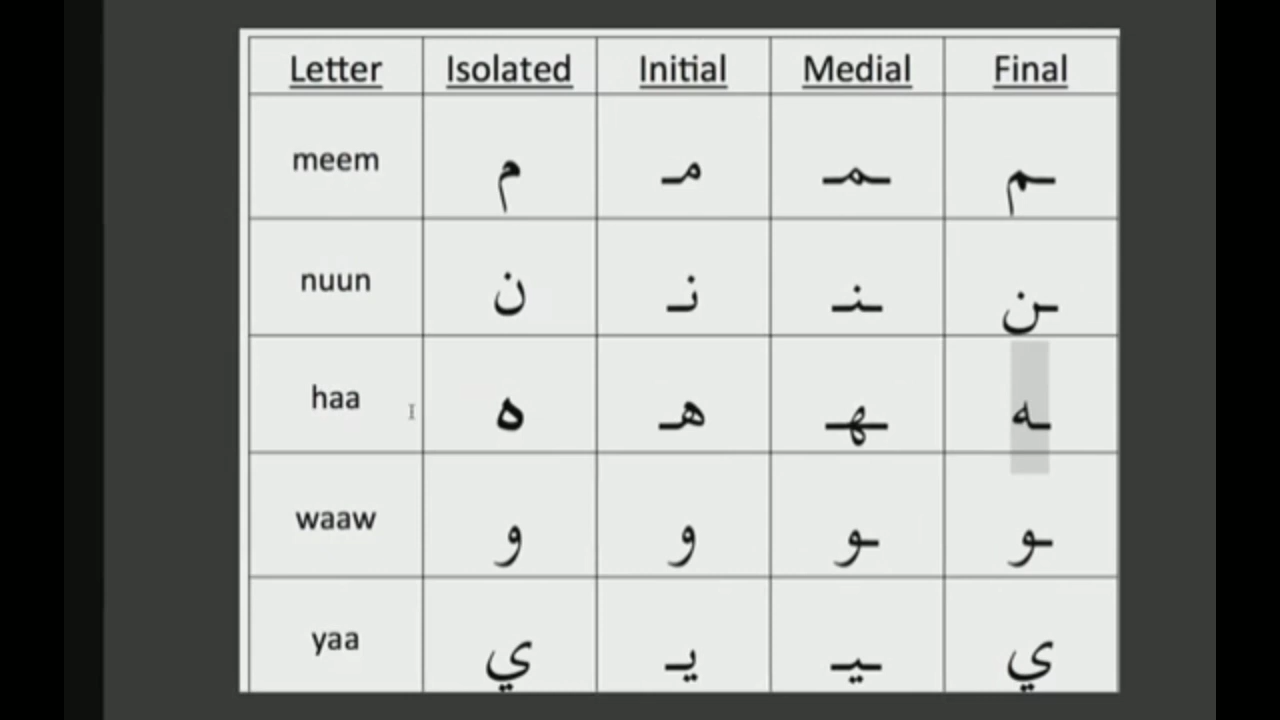 Letter Isolated Initial Medial Final
meem م مـ ـمـ ـم
nuun ن نـ ـنـ ـن
haa ه هـ ـهـ ـه
waaw و و ـو ـو
yaa ي يـ ـيـ ي